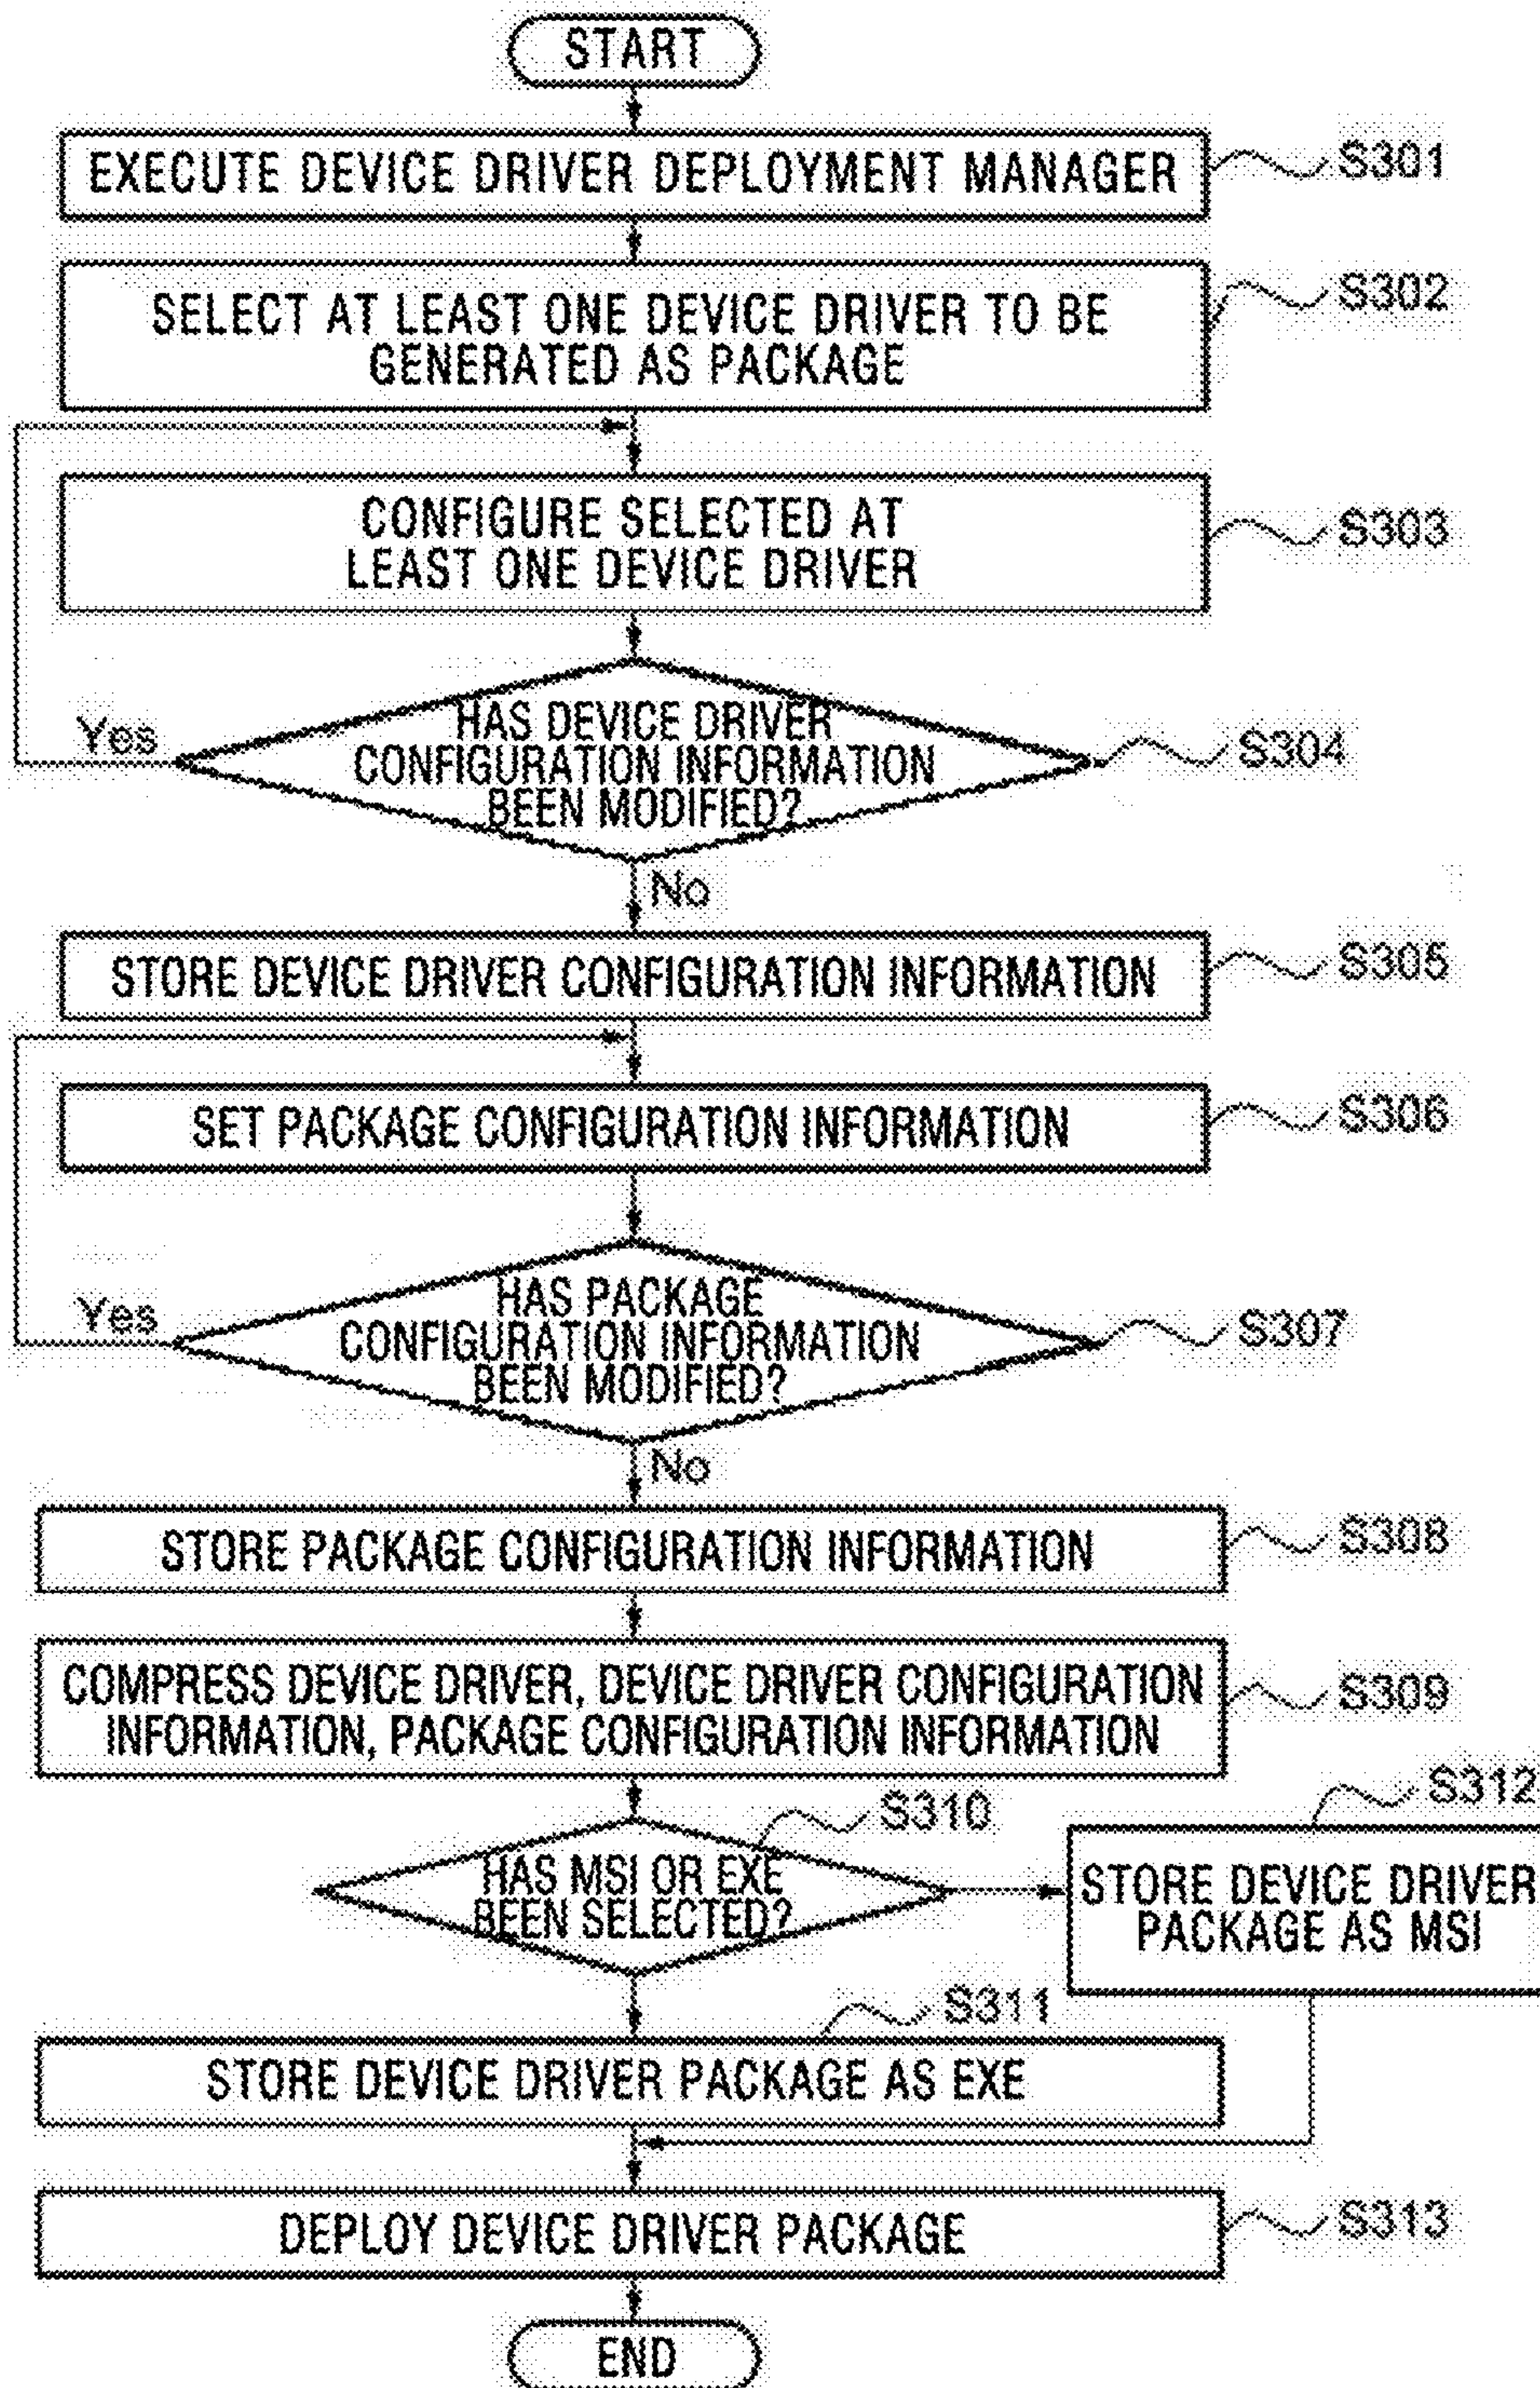 START
EXECUTE DEVICE DRIVER DEPLOYMENT MANAGER
S301
SELECT AT LEAST ONE DEVICE DRIVER TO BE
GENERATED AS PACKAGE
S302
CONFIGURE SELECTED AT
LEAST ONE DEVICE DRIVER
S303
HAS DEVICE DRIVER
CONFIGURATION INFORMATION
BEEN MODIFIED?
S304
Yes
No
STORE DEVICE DRIVER CONFIGURATION INFORMATION
S305
SET PACKAGE CONFIGURATION INFORMATION
S306
HAS PACKAGE
CONFIGURATION INFORMATION
BEEN MODIFIED?
S307
Yes
No
STORE PACKAGE CONFIGURATION INFORMATION
S308
COMPRESS DEVICE DRIVER, DEVICE DRIVER CONFIGURATION
INFORMATION, PACKAGE CONFIGURATION INFORMATION
S309
HAS MSI OR EXE
BEEN SELECTED?
S310
S312
STORE DEVICE DRIVER
PACKAGE AS MSI
S311
STORE DEVICE DRIVER PACKAGE AS EXE
DEPLOY DEVICE DRIVER PACKAGE
S313
END